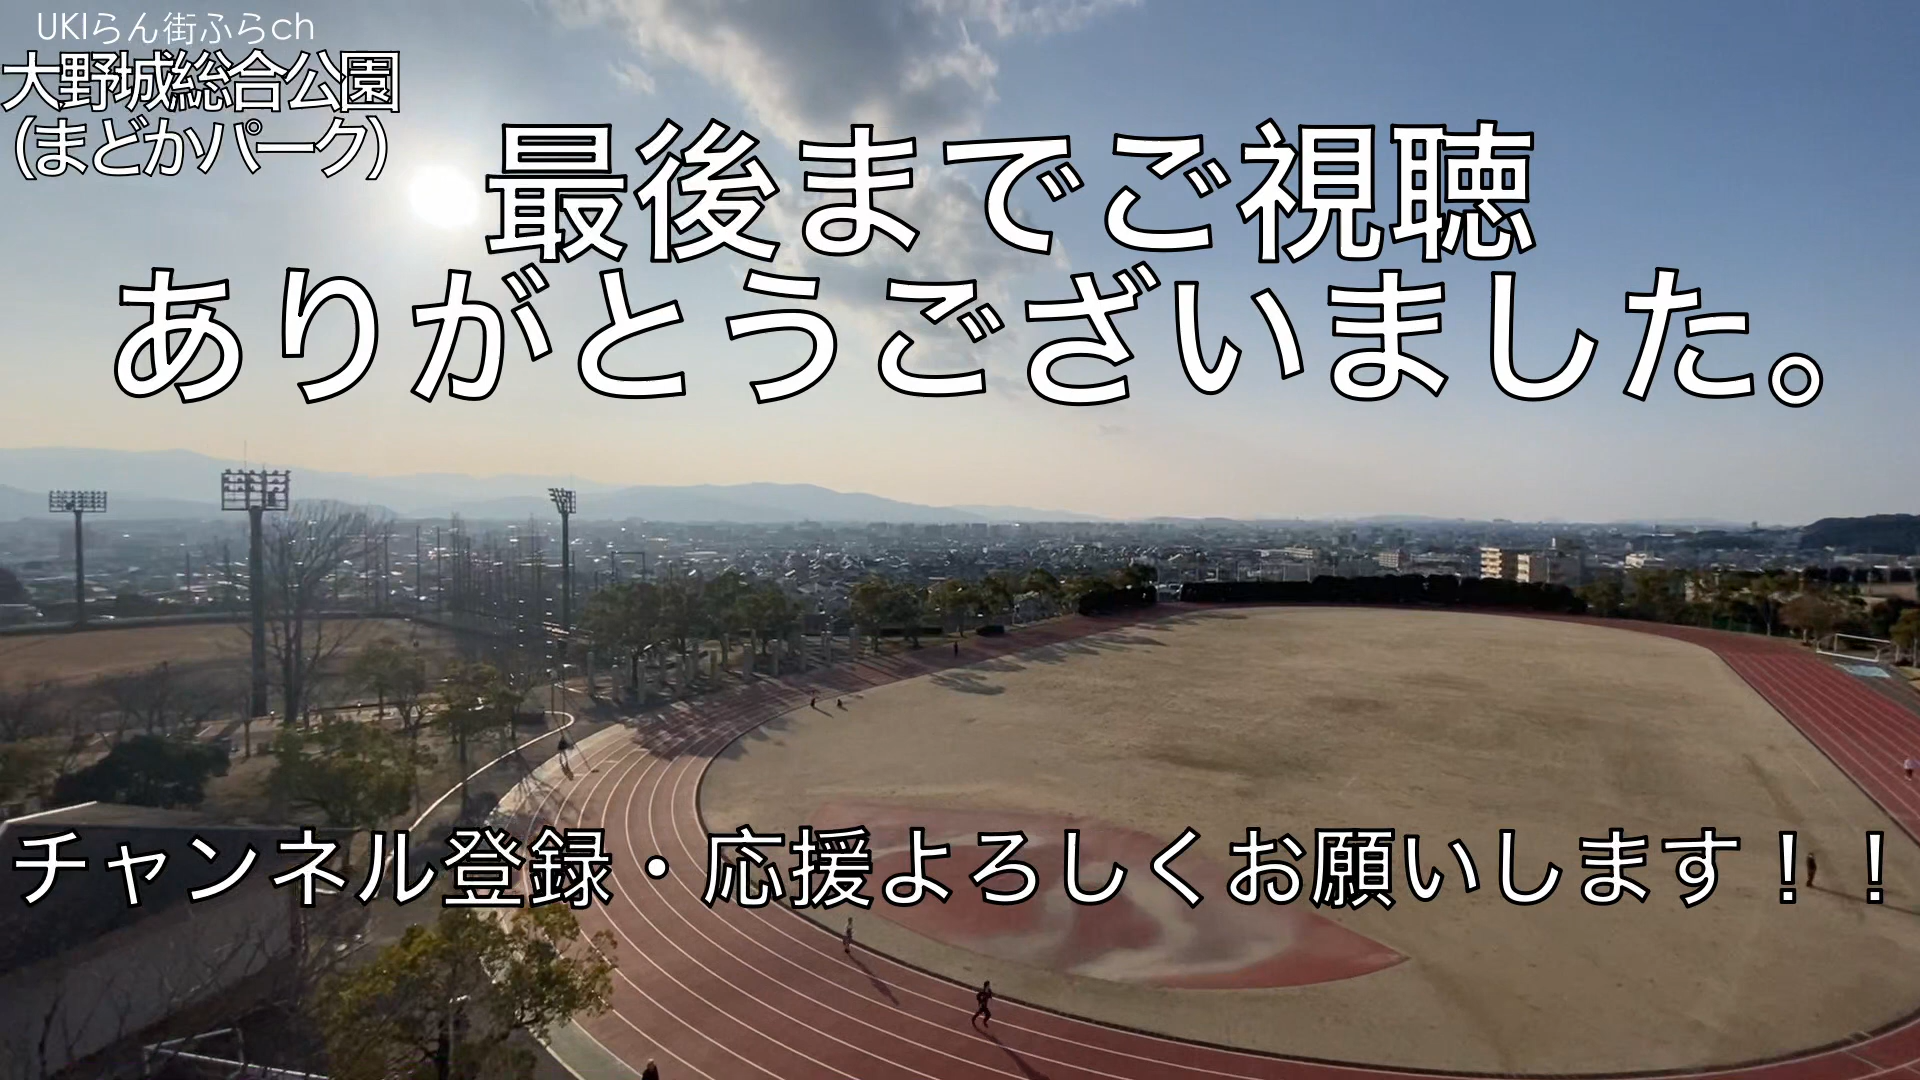 UKIらん街ふらch
大野城総合公園
(まどかパーク)
最後までご視聴
ありがとうございました。
チャンネル登録・応援よろしくお願いします！！